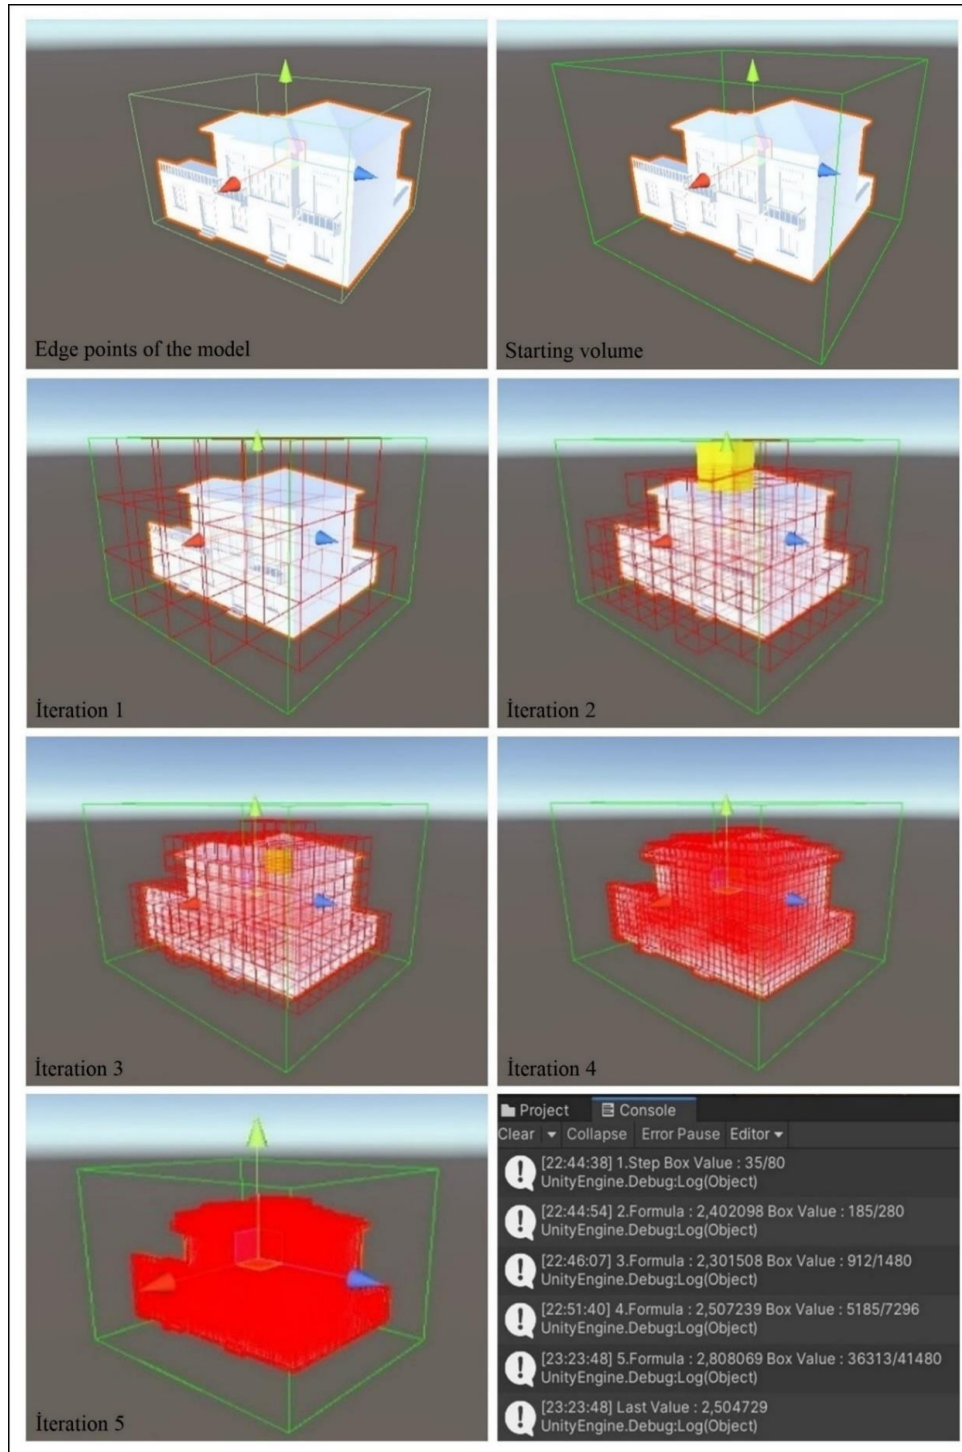 Edge points of the model
Starting volume
İteration 1
İteration 2
İteration 3
İteration 4
İteration 5
Project
Console
Clear
Collapse
Error Pause
Editor
[22:44:38] 1.Step Box Value : 35/80
UnityEngine.Debug:Log(Object)
[22:44:54] 2.Formula : 2,402098 Box Value : 185/280
UnityEngine.Debug:Log(Object)
[22:46:07] 3.Formula : 2,301508 Box Value : 912/1480
UnityEngine.Debug:Log(Object)
[22:51:40] 4.Formula : 2,507239 Box Value : 5185/7296
UnityEngine.Debug:Log(Object)
[23:23:48] 5.Formula : 2,808069 Box Value : 36313/41480
UnityEngine.Debug:Log(Object)
[23:23:48] Last Value : 2,504729
UnityEngine.Debug:Log(Object)